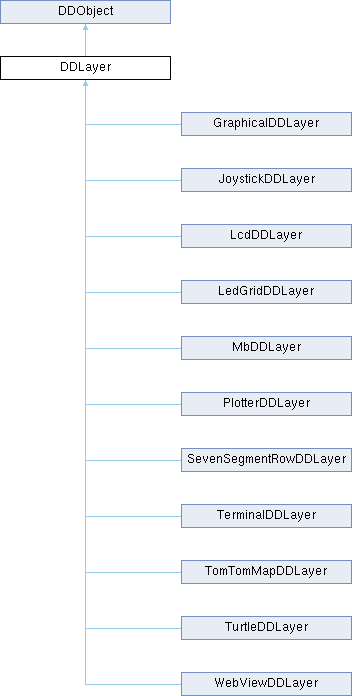 DDObject
DDLayer
GraphicalDDLayer
JoystickDDLayer
LcdDDLayer
LedGridDDLayer
MbDDLayer
PlotterDDLayer
SevenSegmentRowDDLayer
TerminalDDLayer
TomTomMapDDLayer
TurtleDDLayer
WebViewDDLayer